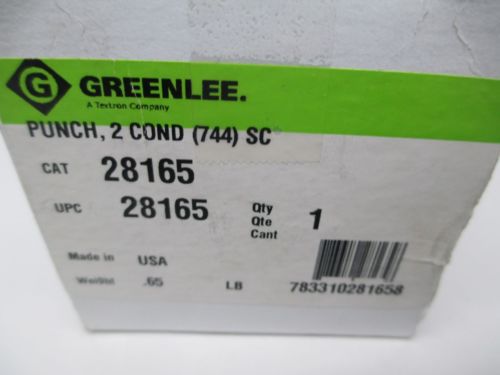 G GREENLEE.
A Textron Company
PUNCH, 2 COND (744) SC
CAT 28165
UPC 28165 Qty Qte Cant 1
Made in USA
Weight .65 LB
783310281658